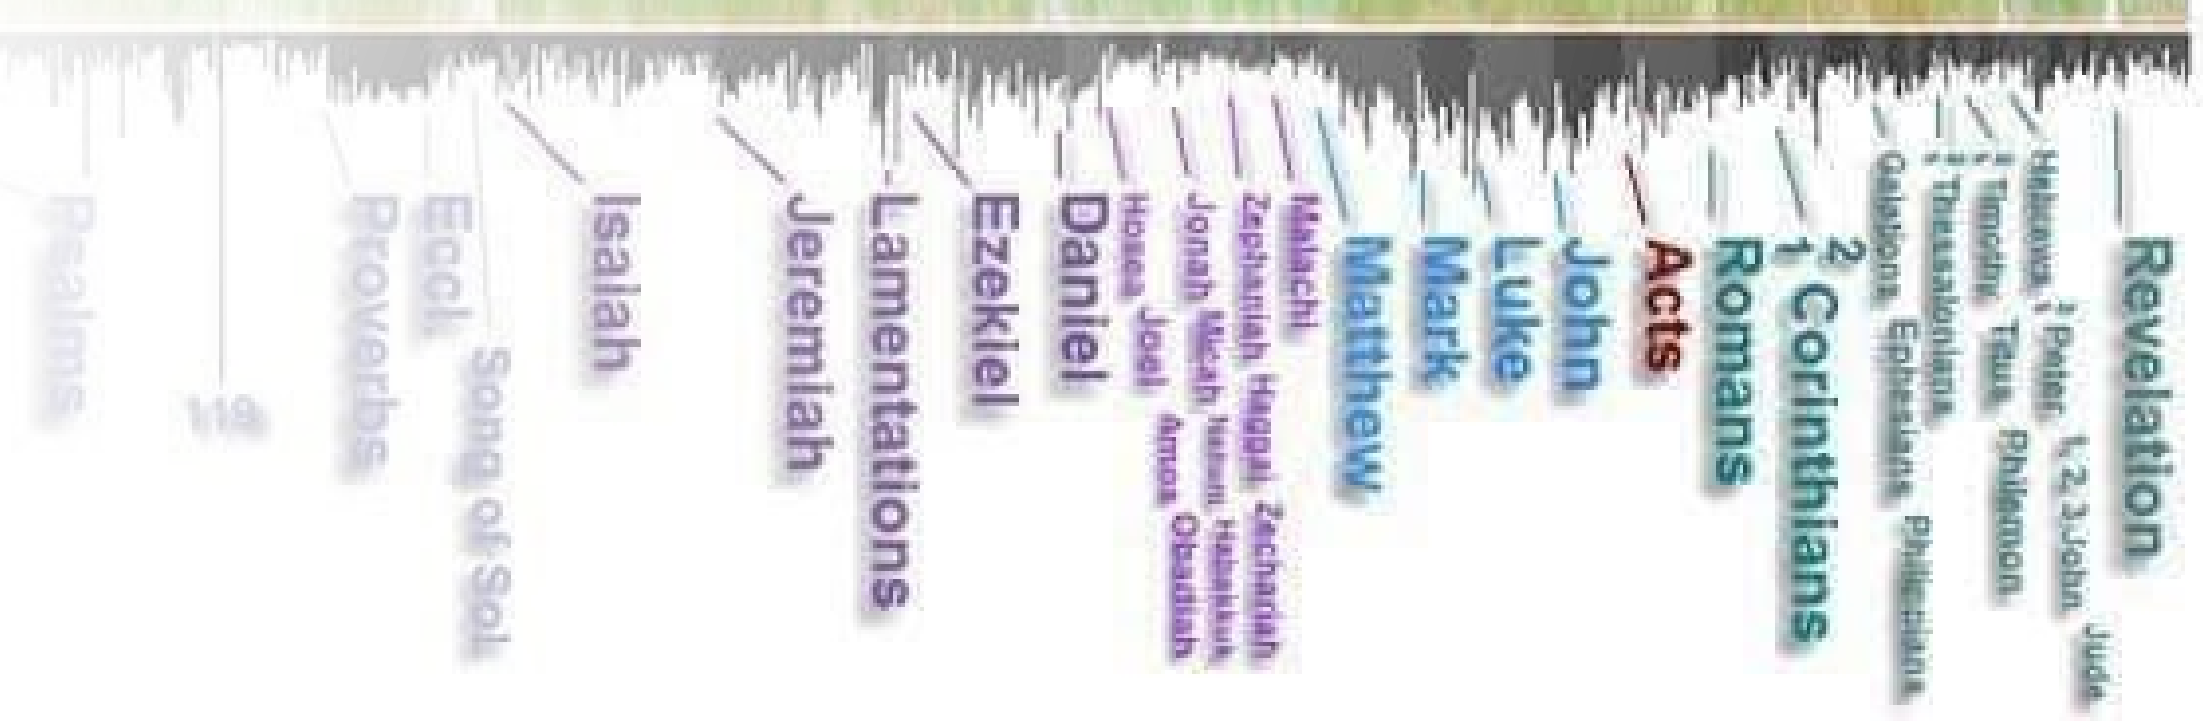 Psalms
119
Proverbs
Eccl
Song of Sol
Isaiah
Jeremiah
Lamentations
Ezekiel
Daniel
Hosea
Joel
Amos
Obadiah
Jonah
Micah
Nahum
Habakkuk
Zephaniah
Haggai
Zechariah
Malachi
Matthew
Mark
Luke
John
Acts
Romans
1
2
Corinthians
Galatians
Ephesians
Philippians
Thessalonians
Timothy
Titus
Philemon
Hebrews
Peter
1, 2, 3 John
Jude
Revelation